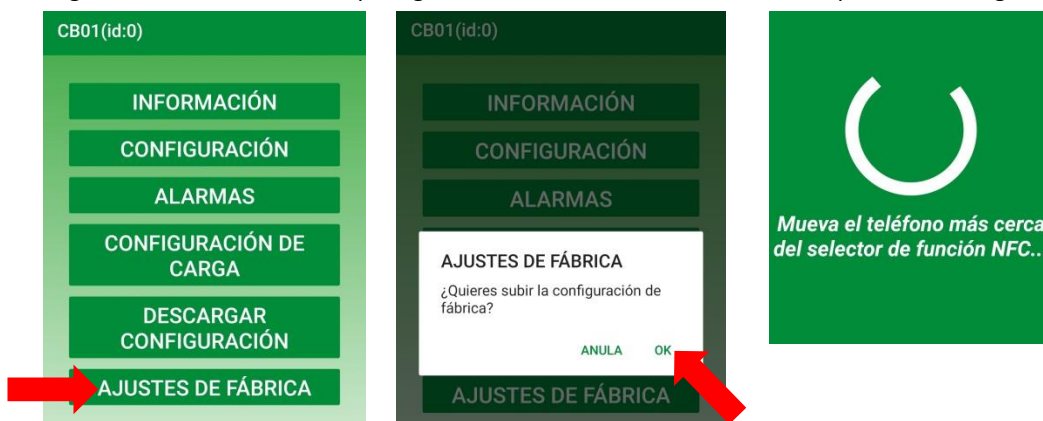 CB01(id:0)
INFORMACIÓN
CONFIGURACIÓN
ALARMAS
CONFIGURACIÓN DE
CARGA
DESCARGAR
CONFIGURACIÓN
AJUSTES DE FÁBRICA
CB01(id:0)
INFORMACIÓN
CONFIGURACIÓN
ALARMAS
AJUSTES DE FÁBRICA
¿Quieres subir la configuración de
fábrica?
ANULA OK
AJUSTES DE FÁBRICA
Mueva el teléfono más cerca
del selector de función NFC..